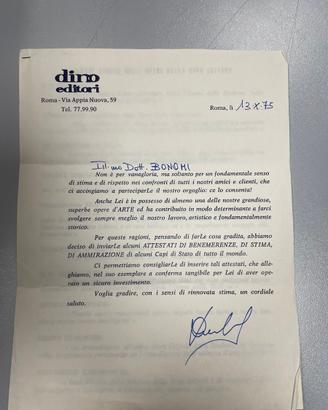 dino
editori
Roma - Via Appia Nuova, 59
Tel. 77.99.90
Roma, lì 13.X.75
Ill.mo Dott. BONOMI
Non è per vanagloria, ma soltanto per un fondamentale senso
di stima e di rispetto nei confronti di tutti i nostri amici e clienti, che
ci accingiamo a parteciparLe il nostro orgoglio: ce lo consenta!
Anche Lei è in possesso di almeno una delle nostre grandiose,
superbe opere d'ARTE ed ha contribuito in modo determinante a farci
svolgere sempre meglio il nostro lavoro, artistico e fondamentalmente
storico.
Per queste ragioni, pensando di farLe cosa gradita, abbiamo
deciso di inviarLe alcuni ATTESTATI DI BENEMERENZE, DI STIMA,
DI AMMIRAZIONE di alcuni Capi di Stato di tutto il mondo.
Ci permettiamo consigliarLe di inserire tali attestati, che alle-
ghiamo, nel suo esemplare a conferma tangibile per Lei di aver ope-
rato un sicuro investimento.
Voglia gradire, con i sensi di rinnovata stima, un cordiale
saluto.